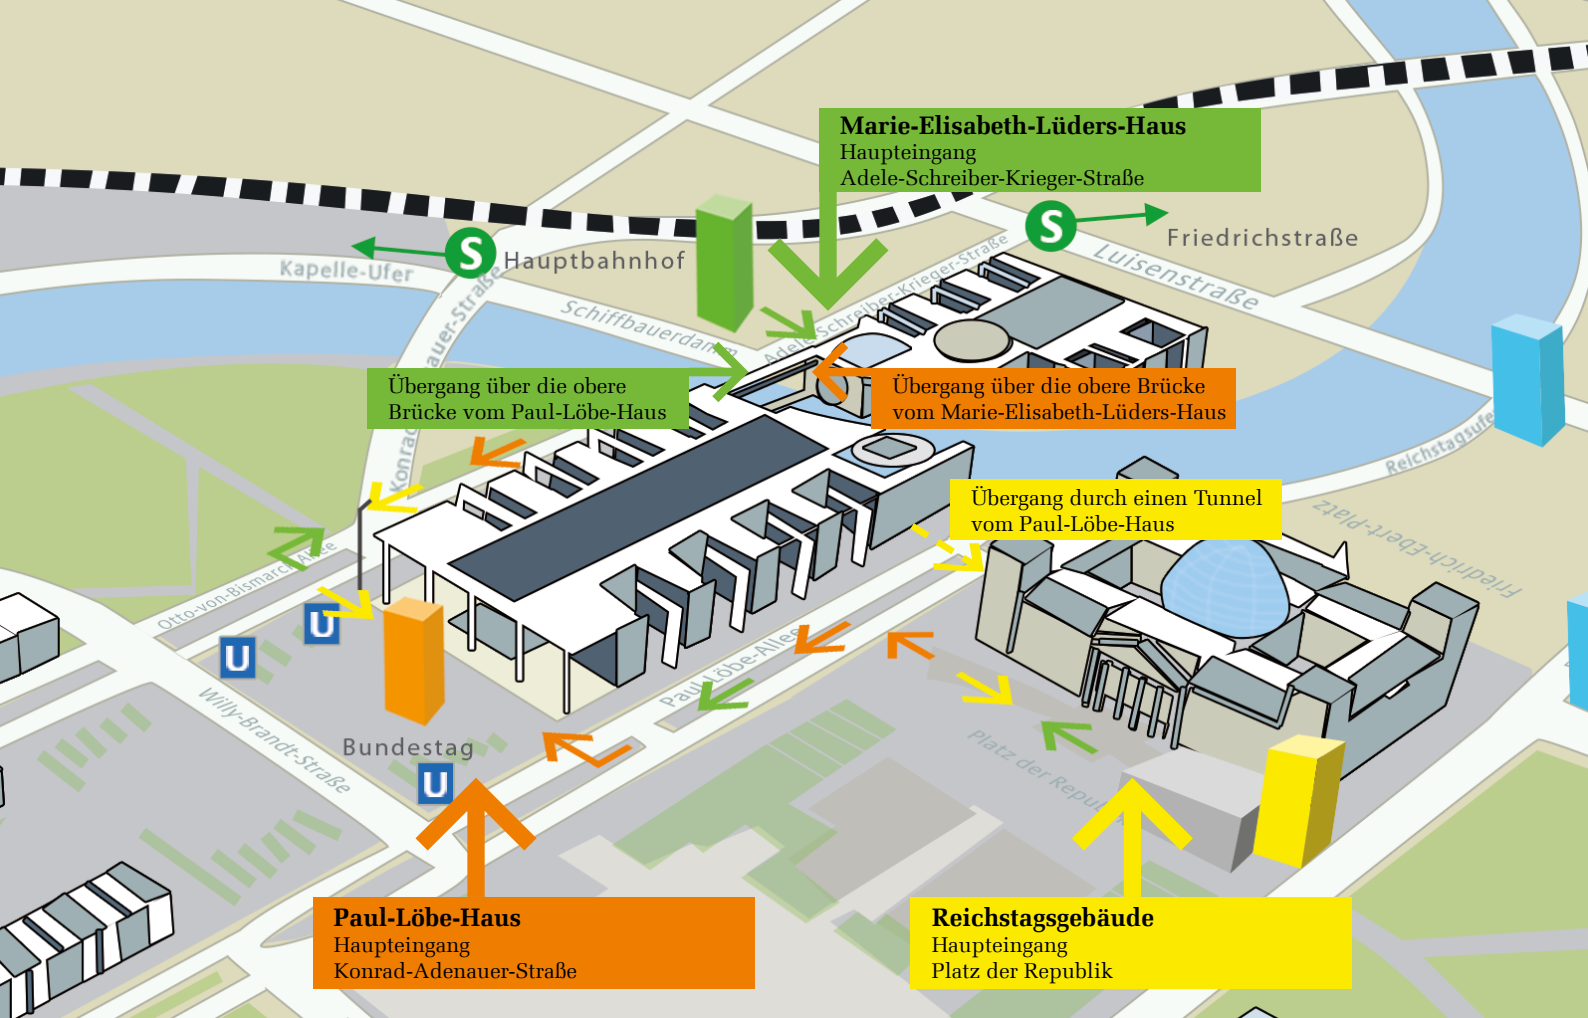 Marie-Elisabeth-Lüders-Haus
Haupteingang
Adele-Schreiber-Krieger-Straße
S
Friedrichstraße
S
Hauptbahnhof
Kapelle-Ufer
Luisenstraße
Schiffbauerdamm
Adele-Schreiber-Krieger-Straße
Übergang über die obere
Brücke vom Paul-Löbe-Haus
Übergang über die obere Brücke
vom Marie-Elisabeth-Lüders-Haus
Reichstagsufer
Übergang durch einen Tunnel
vom Paul-Löbe-Haus
Friedrich-Ebert-Platz
Otto-von-Bismarck-Allee
U
U
Paul-Löbe-Allee
Willy-Brandt-Straße
Bundestag
U
Platz der
Paul-Löbe-Haus
Haupteingang
Konrad-Adenauer-Straße
Reichstagsgebäude
Haupteingang
Platz der Republik